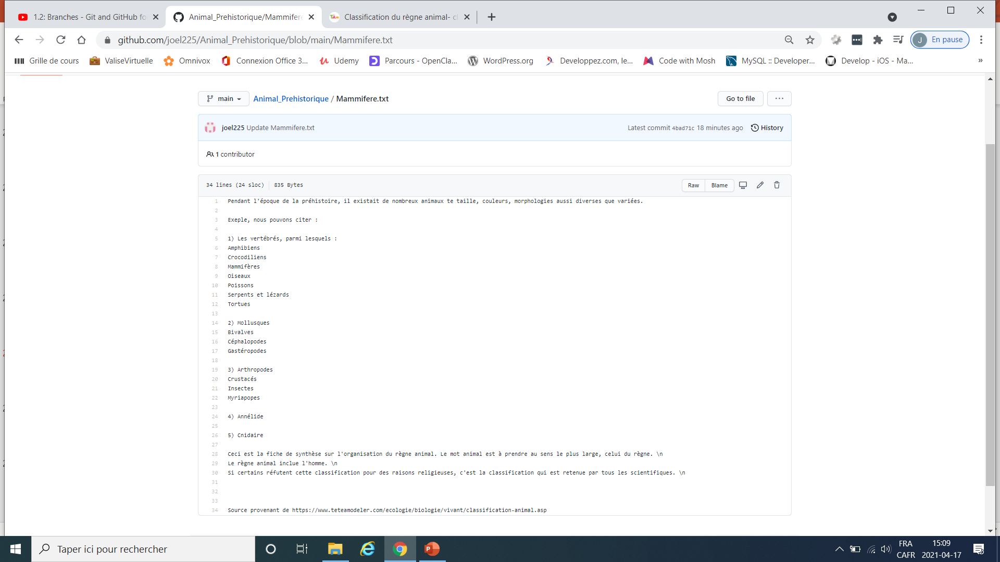 1.2: Branches - Git and GitHub fo
Animal_Prehistorique/Mammifere
Classification du règne animal- cl
github.com/joel225/Animal_Prehistorique/blob/main/Mammifere.txt
J En pause
Grille de cours
ValiseVirtuelle
Omnivox
Connexion Office 3...
Udemy
Parcours - OpenCla...
WordPress.org
Developpez.com, le...
Code with Mosh
MySQL :: Developer...
Develop - iOS - Ma...
»
main
Animal_Prehistorique / Mammifere.txt
Go to file
joel225 Update Mammifere.txt
Latest commit 4bad71c 18 minutes ago
History
1 contributor
34 lines (24 sloc)
835 Bytes
Raw
Blame
1 Pendant l'époque de la préhistoire, il existait de nombreux animaux te taille, couleurs, morphologies aussi diverses que variées.
2
3 Exeple, nous pouvons citer :
4
5 1) Les vertébrés, parmi lesquels :
6 Amphibiens
7 Crocodiliens
8 Mammifères
9 Oiseaux
10 Poissons
11 Serpents et lézards
12 Tortues
13
14 2) Mollusques
15 Bivalves
16 Céphalopodes
17 Gastéropodes
18
19 3) Arthropodes
20 Crustacés
21 Insectes
22 Myriapopes
23
24 4) Annélide
25
26 5) Cnidaire
27
28 Ceci est la fiche de synthèse sur l'organisation du règne animal. Le mot animal est à prendre au sens le plus large, celui du règne. \n
29 Le règne animal inclue l'homme. \n
30 Si certains réfutent cette classification pour des raisons religieuses, c'est la classification qui est retenue par tous les scientifiques. \n
31
32
33
34 Source provenant de https://www.teteamodeler.com/ecologie/biologie/vivant/classification-animal.asp
Taper ici pour rechercher
FRA
CAFR
15:09
2021-04-17